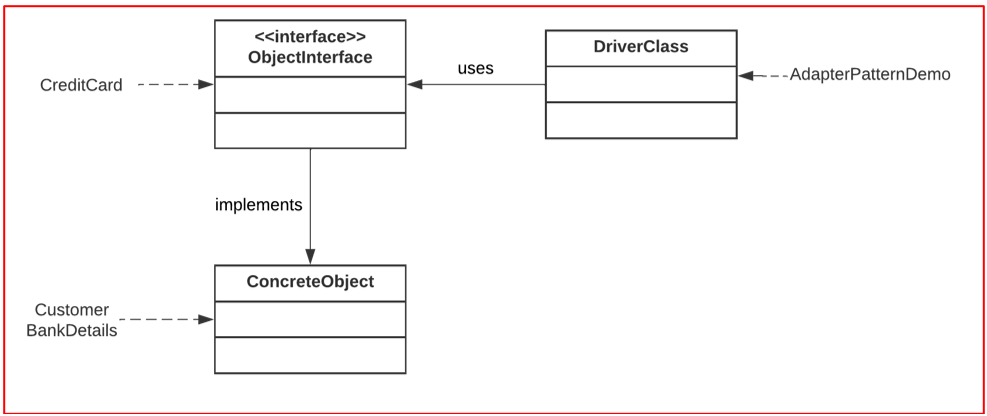 <<interface>>
ObjectInterface
DriverClass
uses
AdapterPatternDemo
CreditCard
implements
ConcreteObject
Customer
BankDetails